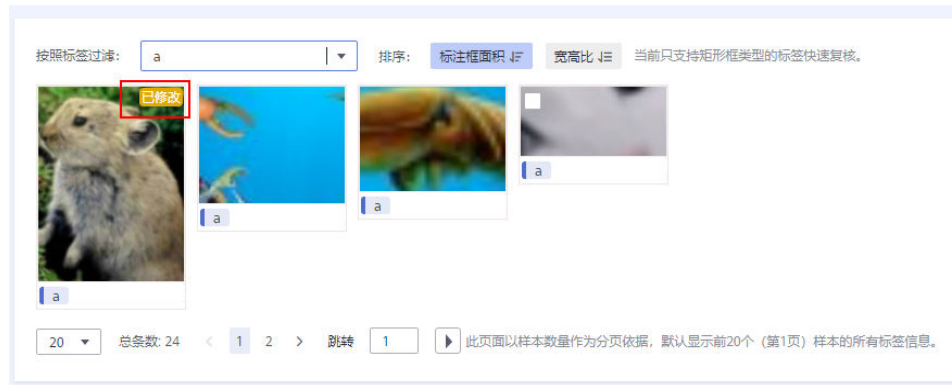 按照标签过滤： a 排序： 标注框面积 宽高比 当前只支持矩形框类型的标签快速复核。
已修改
a
a
a
a
20 总条数: 24 < 1 2 > 跳转 1 此页面以样本数量作为分页依据，默认显示前20个（第1页）样本的所有标签信息。